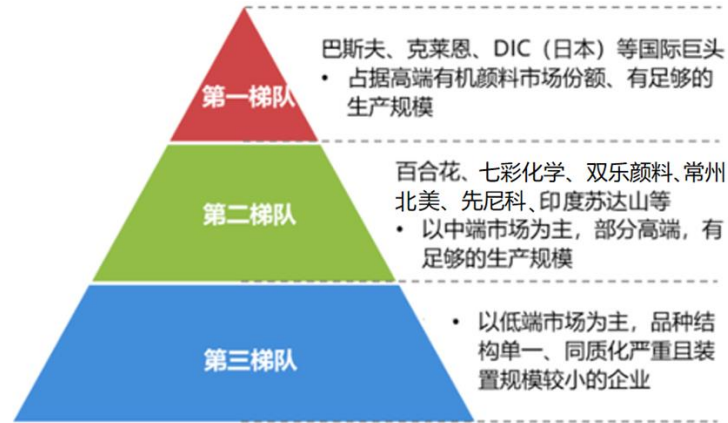 巴斯夫、克莱恩、DIC（日本）等国际巨头
• 占据高端有机颜料市场份额、有足够的
生产规模
第一梯队
百合花、七彩化学、双乐颜料、常州
北美、先尼科、印度苏达山等
• 以中端市场为主，部分高端，有
足够的生产规模
第二梯队
• 以低端市场为主，品种结
构单一、同质化严重且装
置规模较小的企业
第三梯队